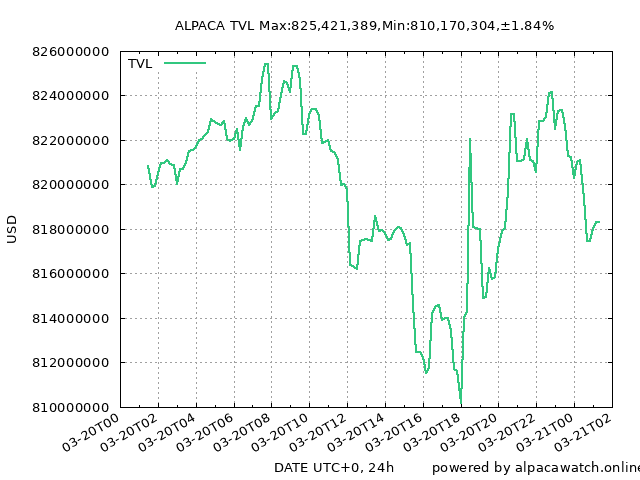 ALPACA TVL Max:825,421,389,Min:810,170,304,±1.84%
826000000
TVL
824000000
822000000
820000000
818000000
816000000
814000000
812000000
810000000
USD
03-20T00
03-20T02
03-20T04
03-20T06
03-20T08
03-20T10
03-20T12
03-20T14
03-20T16
03-20T18
03-20T20
03-20T22
03-21T00
03-21T02
DATE UTC+0, 24h
powered by alpacawatch.online